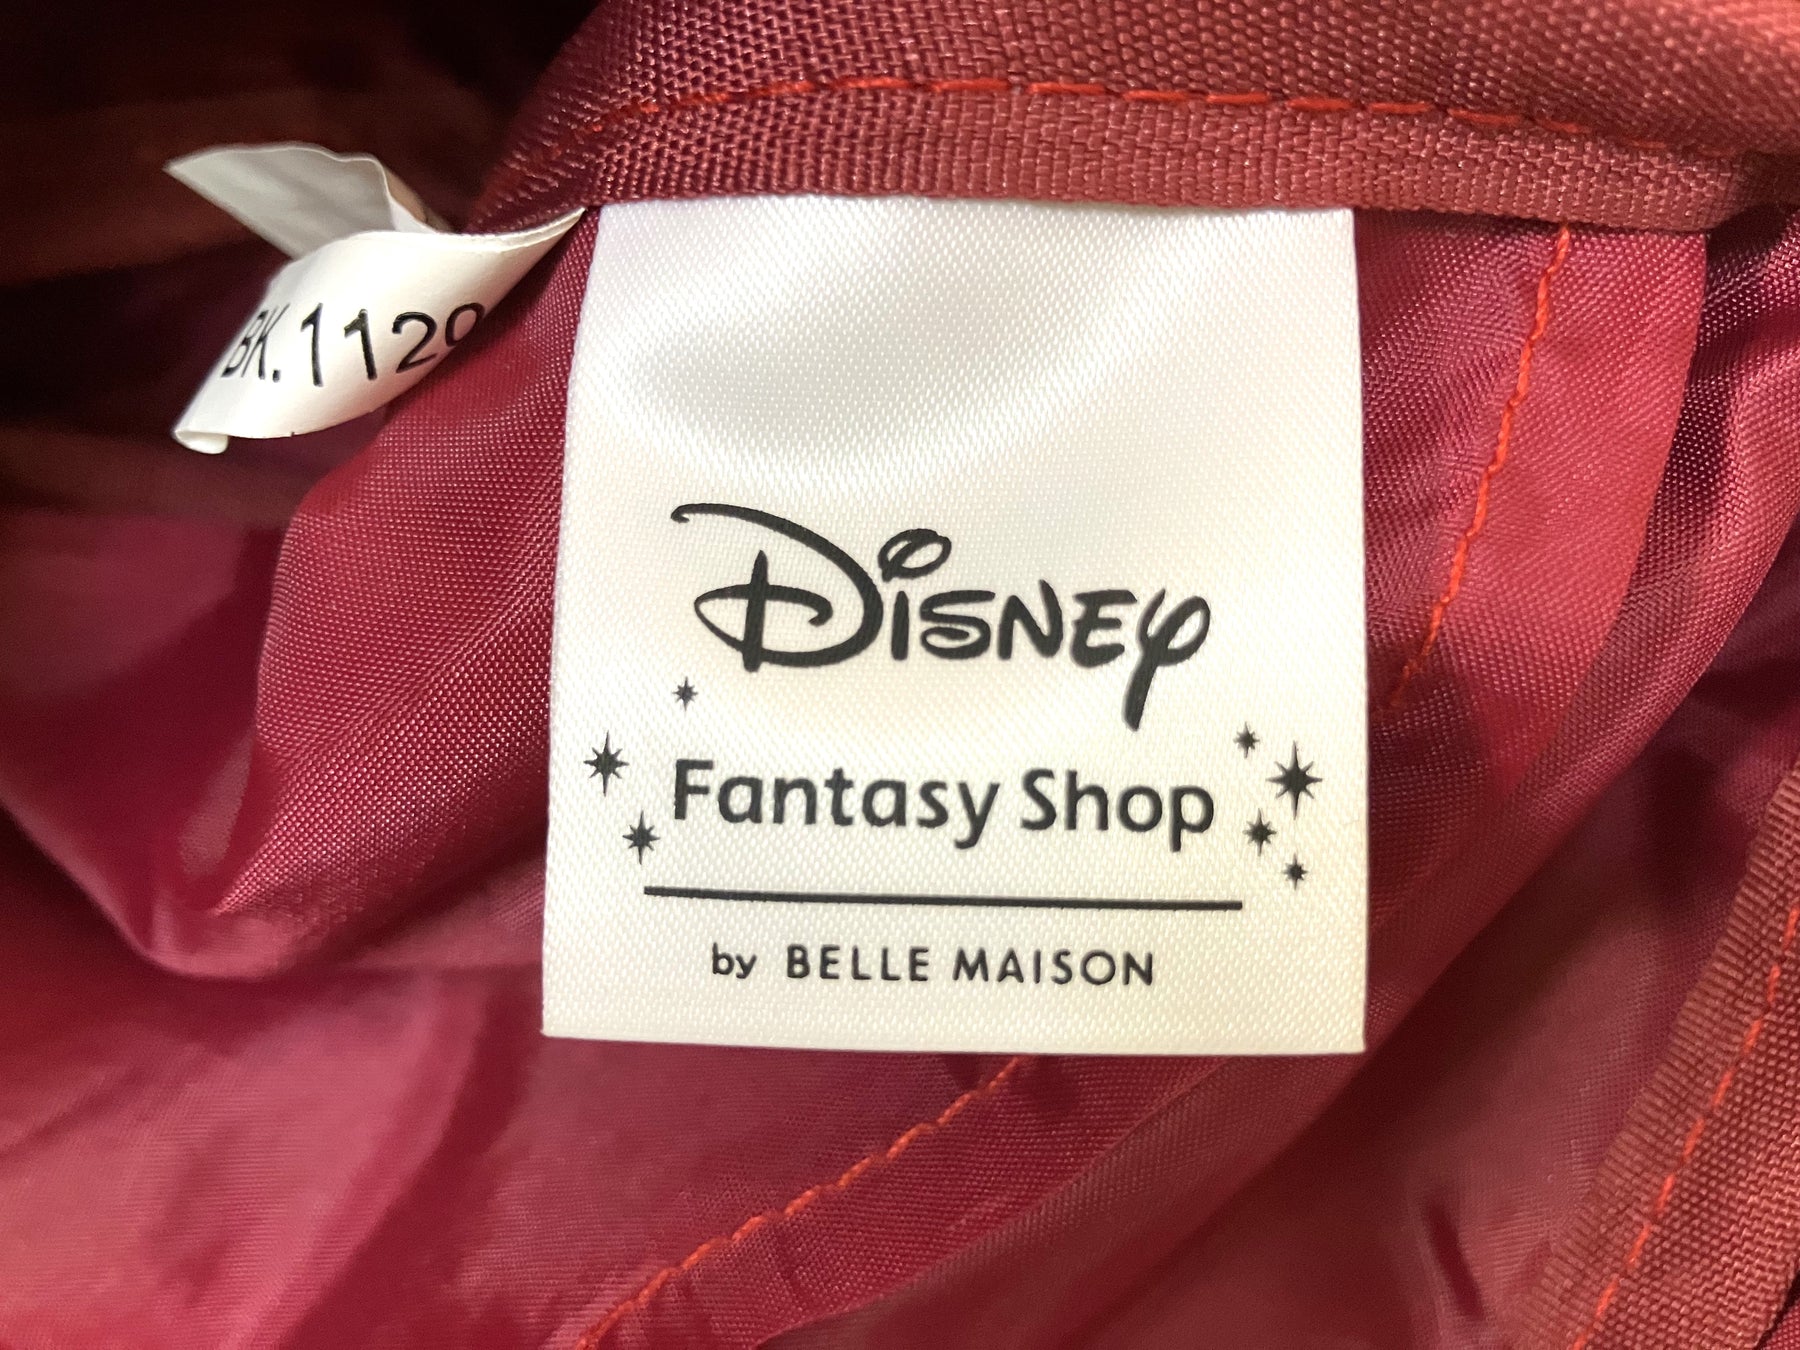 BK.1129
Disney
Fantasy Shop
by BELLE MAISON